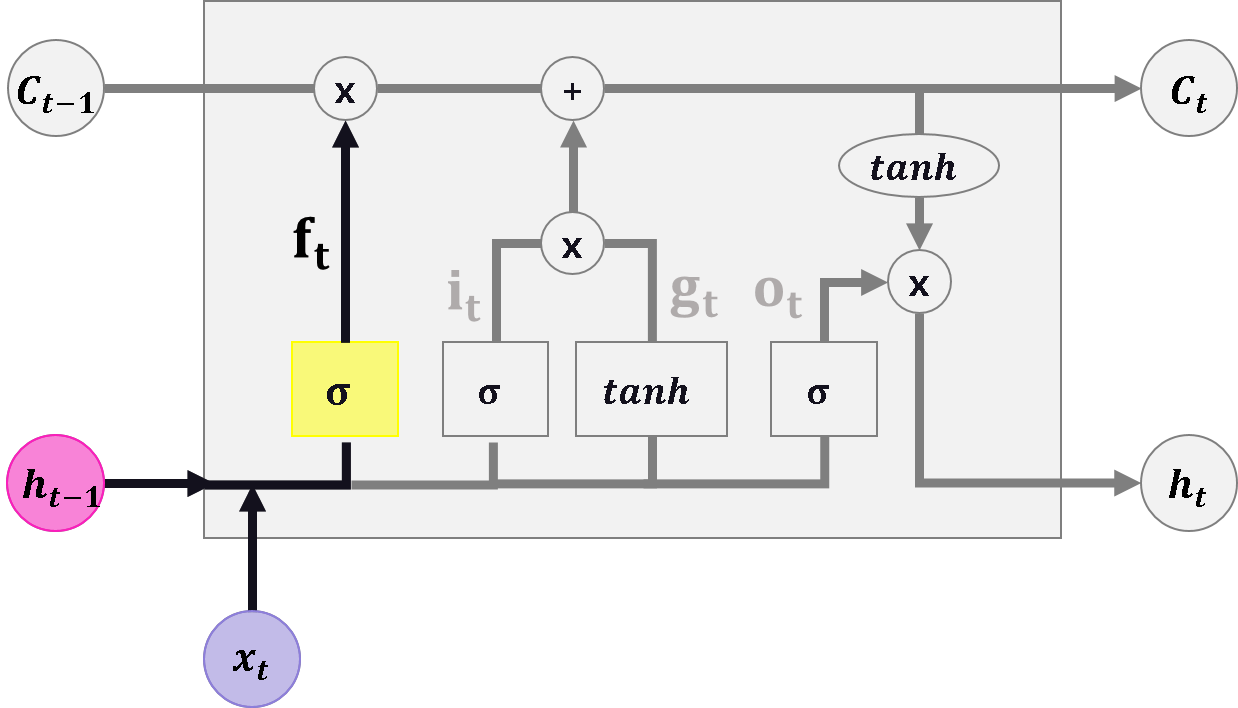 C_{t−1}
x
+
C_t
tanh
f_t
x
i_t
g_t
o_t
x
σ
σ
tanh
σ
h_{t−1}
h_t
x_t